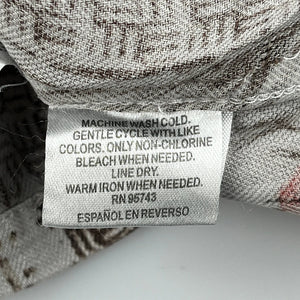 MACHINE WASH COLD.
GENTLE CYCLE WITH LIKE
COLORS. ONLY NON-CHLORINE
BLEACH WHEN NEEDED.
LINE DRY.
WARM IRON WHEN NEEDED.
RN 95743
ESPAÑOL EN REVERSO